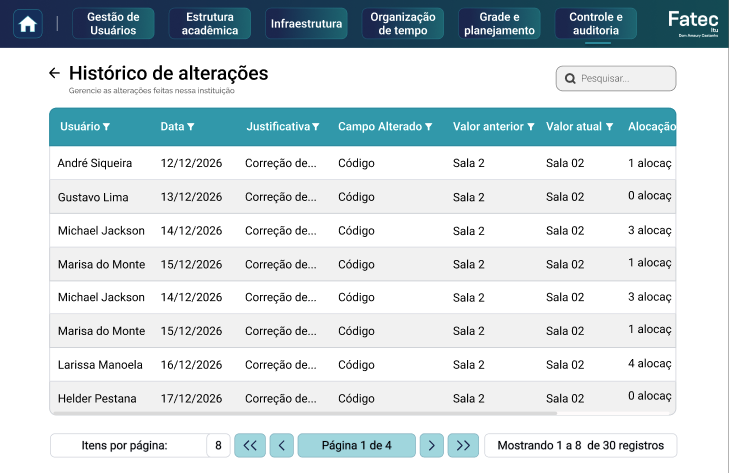 Gestão de Usuários
Estrutura acadêmica
Infraestrutura
Organização de tempo
Grade e planejamento
Controle e auditoria
Fatec
Itu
Dom Amaury Castanho
Histórico de alterações
Gerencie as alterações feitas nessa instituição
Pesquisar...
Usuário Data Justificativa Campo Alterado Valor anterior Valor atual Alocação
André Siqueira 12/12/2026 Correção de... Código Sala 2 Sala 02 1 alocaç
Gustavo Lima 13/12/2026 Correção de... Código Sala 2 Sala 02 0 alocaç
Michael Jackson 14/12/2026 Correção de... Código Sala 2 Sala 02 3 alocaç
Marisa do Monte 15/12/2026 Correção de... Código Sala 2 Sala 02 1 alocaç
Michael Jackson 14/12/2026 Correção de... Código Sala 2 Sala 02 3 alocaç
Marisa do Monte 15/12/2026 Correção de... Código Sala 2 Sala 02 1 alocaç
Larissa Manoela 16/12/2026 Correção de... Código Sala 2 Sala 02 4 alocaç
Helder Pestana 17/12/2026 Correção de... Código Sala 2 Sala 02 0 alocaç
Itens por página: 8 << < Página 1 de 4 > >> Mostrando 1 a 8 de 30 registros